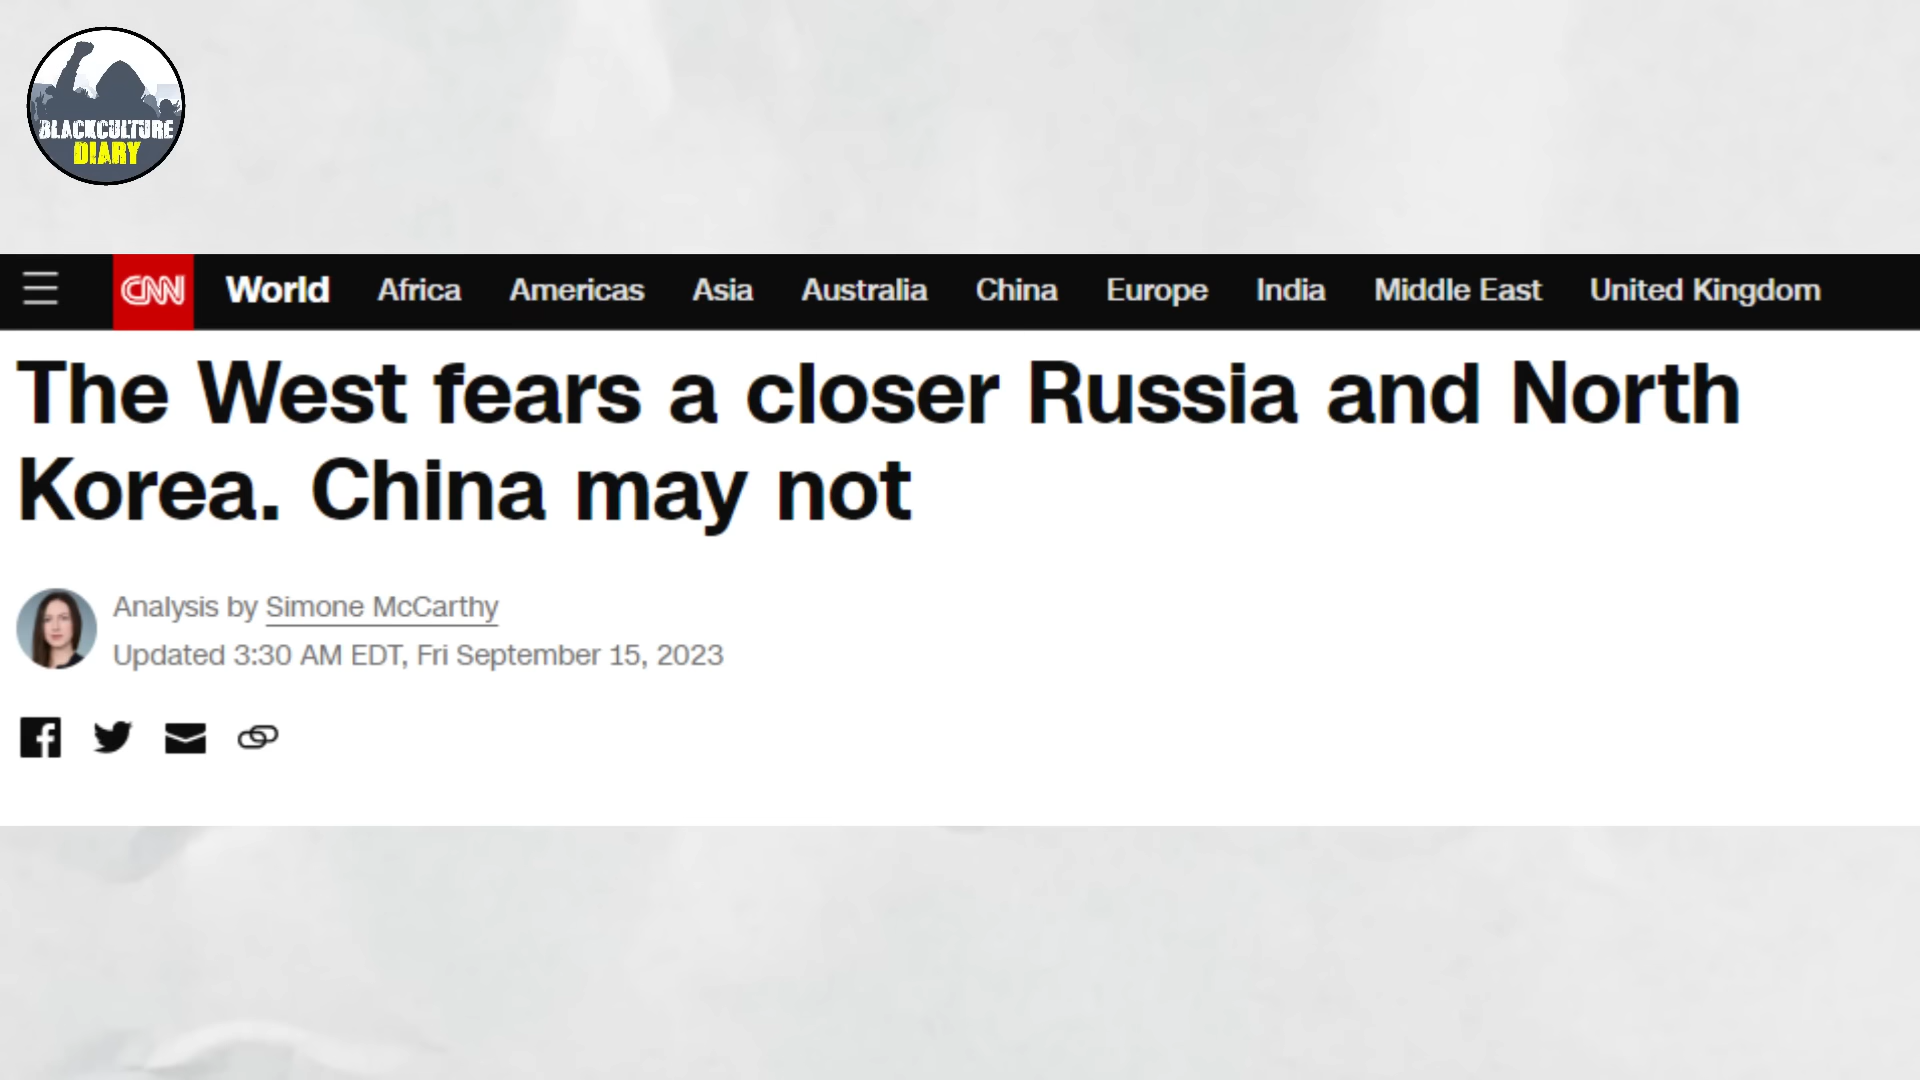 BLACKCULTURE
DIARY
CNN World Africa Americas Asia Australia China Europe India Middle East United Kingdom
The West fears a closer Russia and North
Korea. China may not
Analysis by Simone McCarthy
Updated 3:30 AM EDT, Fri September 15, 2023